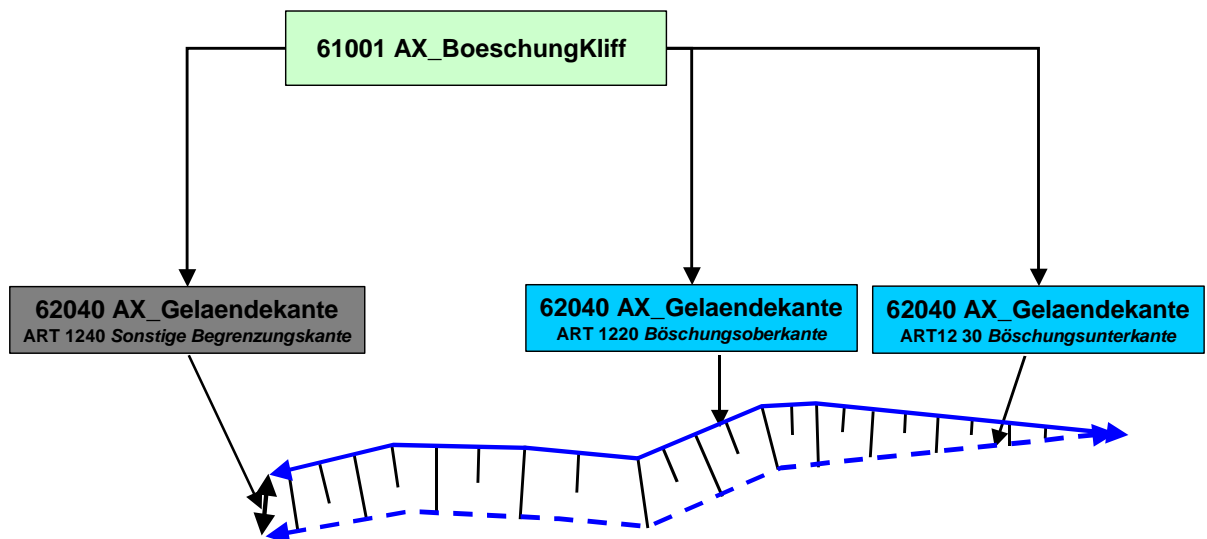 61001 AX_BoeschungKliff
62040 AX_Gelaendekante
ART 1240 Sonstige Begrenzungskante
62040 AX_Gelaendekante
ART 1220 Böschungsoberkante
62040 AX_Gelaendekante
ART12 30 Böschungsunterkante